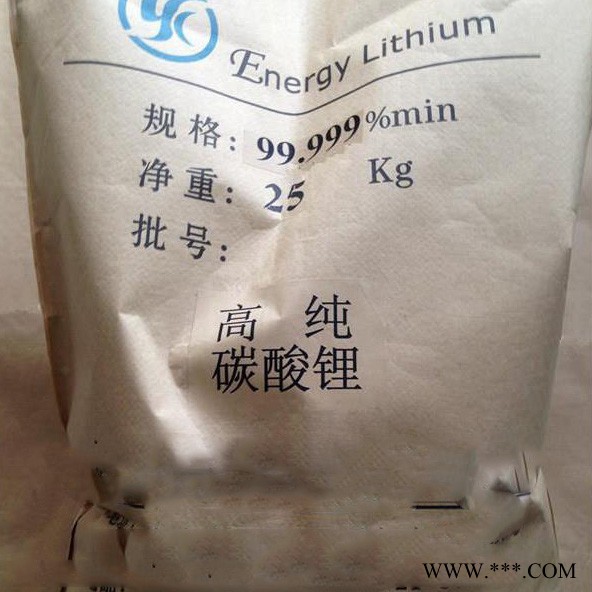 Energy Lithium
规格：99.999%min
净重：25 Kg
批号：
高 纯
碳酸锂
WWW.***.COM